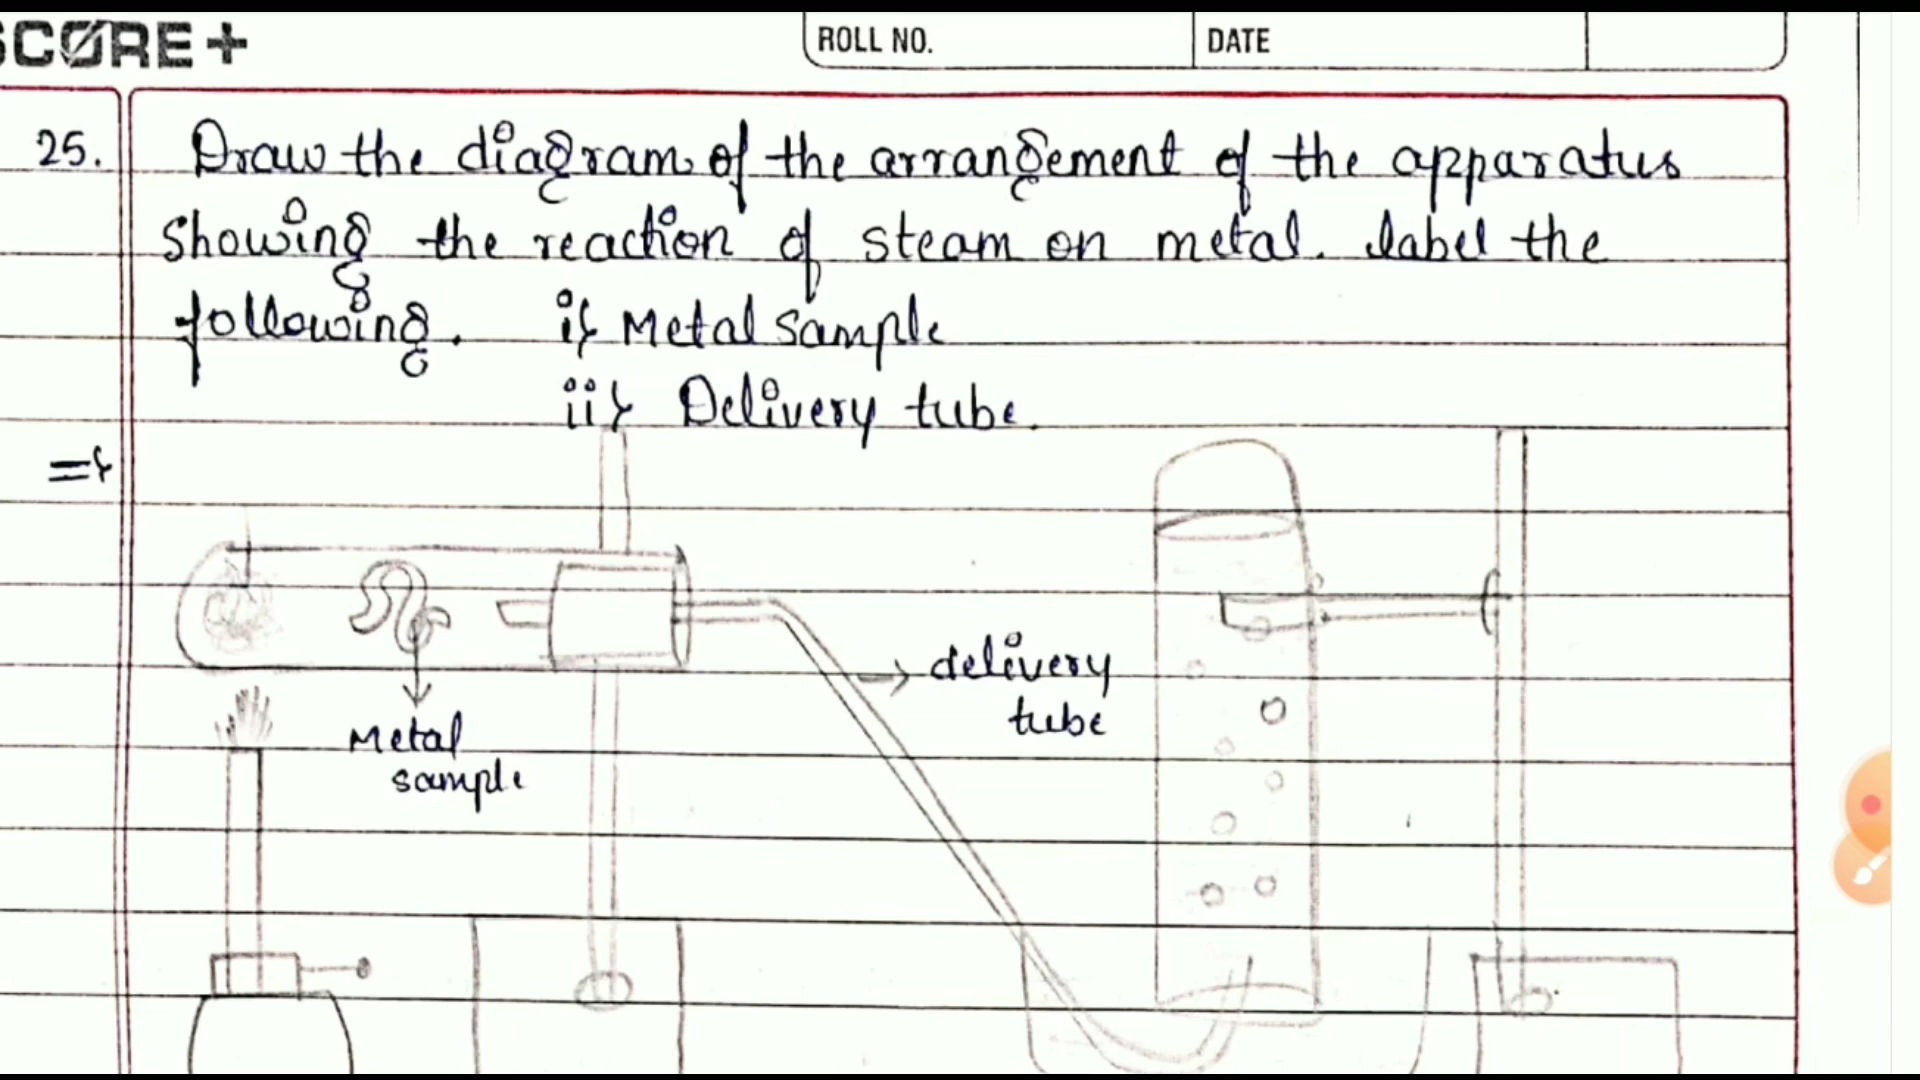 SCORE+
ROLL NO.
DATE
25. Draw the diagram of the arrangement of the apparatus
showing the reaction of steam on metal. label the
following. i} Metal sample
ii} Delivery tube.
delivery
tube
Metal
sample